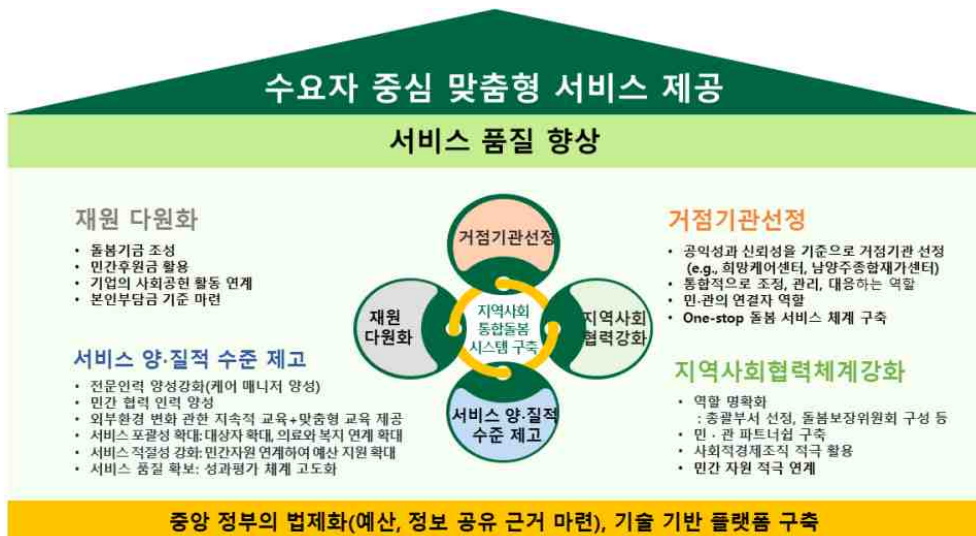 수요자 중심 맞춤형 서비스 제공
서비스 품질 향상
재원 다원화
• 돌봄기금 조성
• 민간후원금 활용
• 기업의 사회공헌 활동 연계
• 본인부담금 기준 마련
서비스 양·질적 수준 제고
• 전문인력 양성강화(케어 매니저 양성)
• 민간 협력 인력 양성
• 외부환경 변화 관한 지속적 교육+맞춤형 교육 제공
• 서비스 포괄성 확대: 대상자 확대, 의료와 복지 연계 확대
• 서비스 적절성 강화: 민간자원 연계하여 예산 지원 확대
• 서비스 품질 확보: 성과평가 체계 고도화
거점기관선정
재원
다원화
지역사회
통합돌봄
시스템 구축
지역사회
협력강화
서비스 양·질적
수준 제고
거점기관선정
• 공익성과 신뢰성을 기준으로 거점기관 선정
(e.g., 희망케어센터, 남양주종합재가센터)
• 통합적으로 조정, 관리, 대응하는 역할
• 민·관의 연결자 역할
• One-stop 돌봄 서비스 체계 구축
지역사회협력체계강화
• 역할 명확화
: 총괄부서 선정, 돌봄보장위원회 구성 등
• 민·관 파트너쉽 구축
• 사회적경제조직 적극 활용
• 민간 자원 적극 연계
중앙 정부의 법제화(예산, 정보 공유 근거 마련), 기술 기반 플랫폼 구축